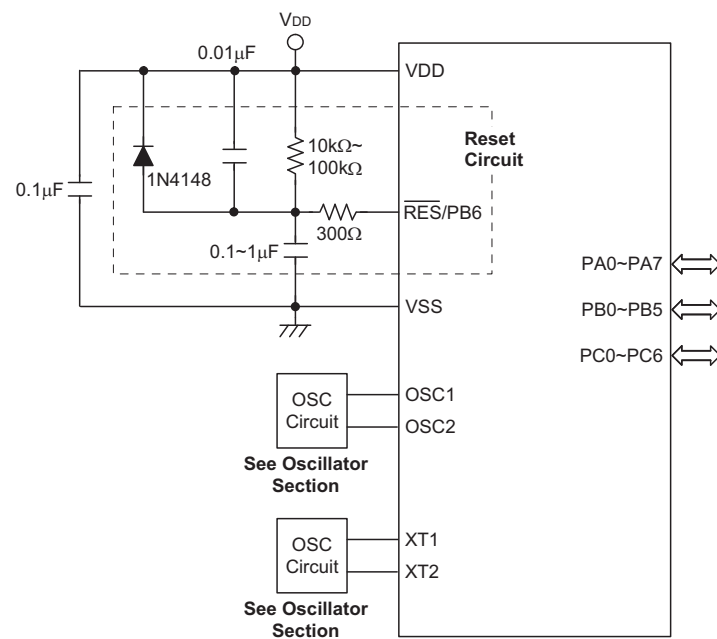 VDD
0.01μF
VDD
10kΩ~
100kΩ
Reset
Circuit
1N4148
0.1μF
RES/PB6
300Ω
0.1~1μF
PA0~PA7
VSS
PB0~PB5
PC0~PC6
OSC
Circuit
OSC1
OSC2
See Oscillator
Section
OSC
Circuit
XT1
XT2
See Oscillator
Section